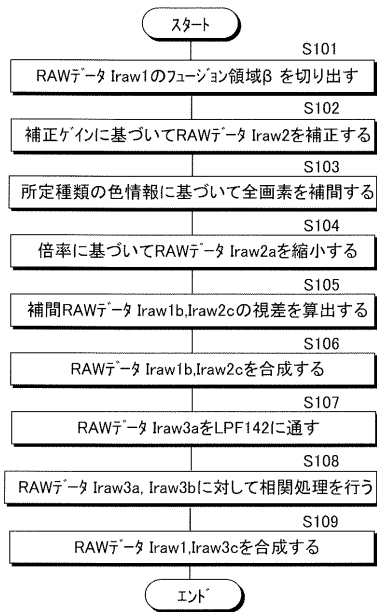 スタート
S101
RAWデータ Iraw1のフュージョン領域β を切り出す
S102
補正ゲインに基づいてRAWデータ Iraw2を補正する
S103
所定種類の色情報に基づいて全画素を補間する
S104
倍率に基づいてRAWデータ Iraw2aを縮小する
S105
補間RAWデータ Iraw1b,Iraw2cの視差を算出する
S106
RAWデータ Iraw1b,Iraw2cを合成する
S107
RAWデータ Iraw3aをLPF142に通す
S108
RAWデータ Iraw3a, Iraw3bに対して相関処理を行う
S109
RAWデータ Iraw1,Iraw3cを合成する
エンド